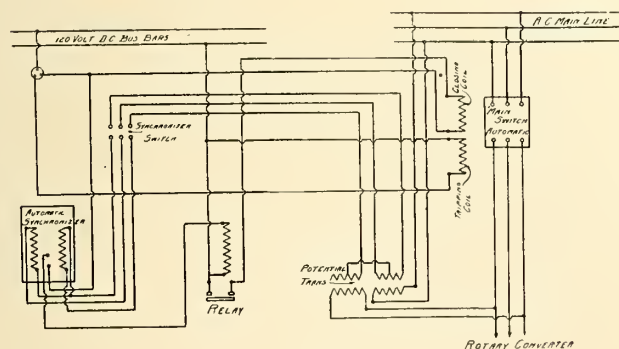 A.C. MAIN LINE
120 VOLT D.C. BUS BARS
CLOSING
COIL
MAIN
SWITCH
AUTOMATIC
SYNCHRONIZER
SWITCH
TRIPPING
COIL
AUTOMATIC
SYNCHRONIZER
POTENTIAL
TRANS
RELAY
ROTARY CONVERTER